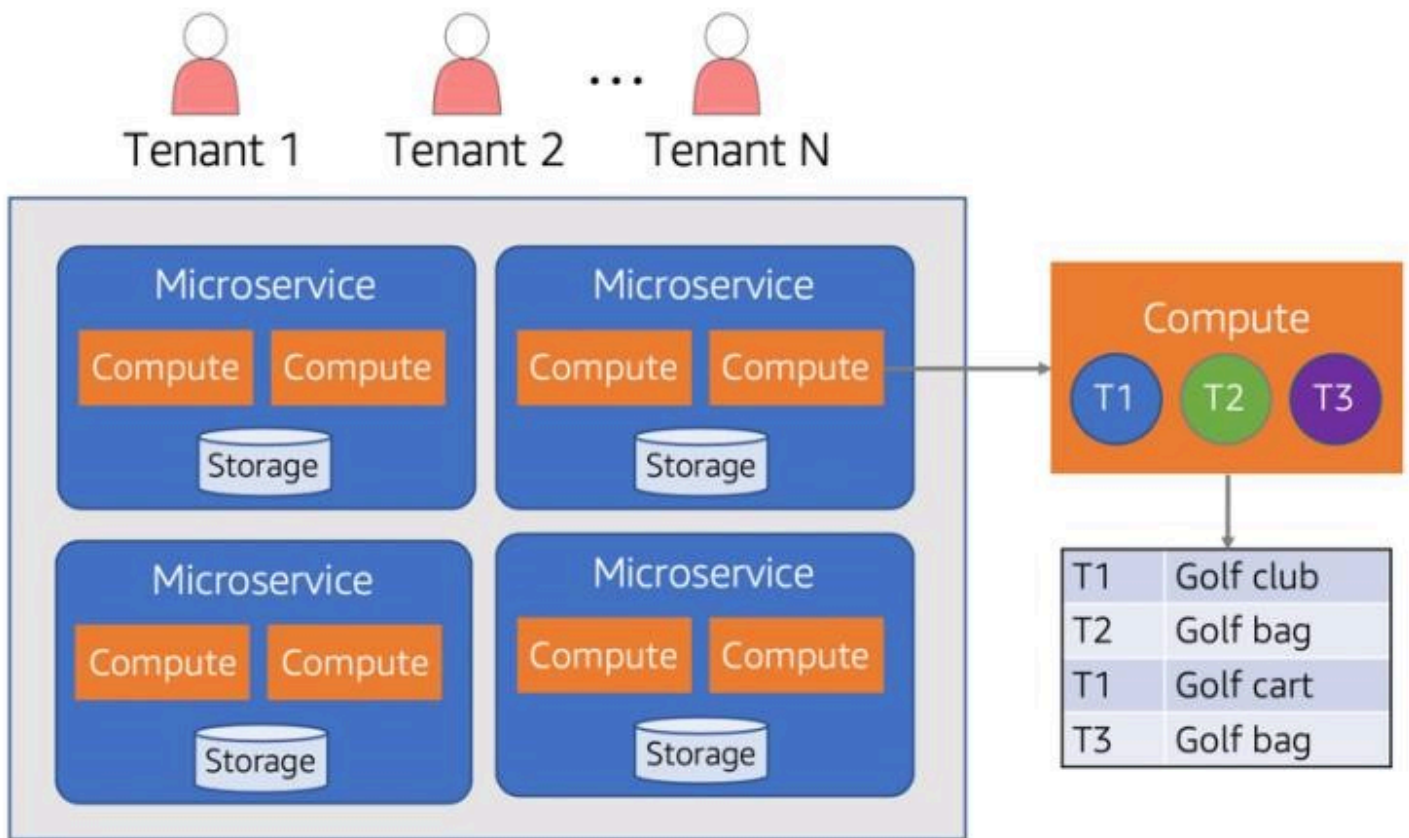 ...
Tenant 1 Tenant 2 Tenant N
Microservice Microservice
Compute Compute Compute Compute
Storage Storage
Microservice Microservice
Compute Compute Compute Compute
Storage Storage
Compute
T1 T2 T3
T1 Golf club
T2 Golf bag
T1 Golf cart
T3 Golf bag